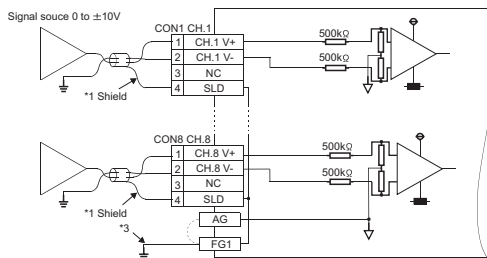 Signal souce 0 to ±10V
CON1 CH.1
1 CH.1 V+
2 CH.1 V-
3 NC
4 SLD
*1 Shield
500kΩ
500kΩ
CON8 CH.8
1 CH.8 V+
2 CH.8 V-
3 NC
4 SLD
*1 Shield
500kΩ
500kΩ
AG
*3
FG1